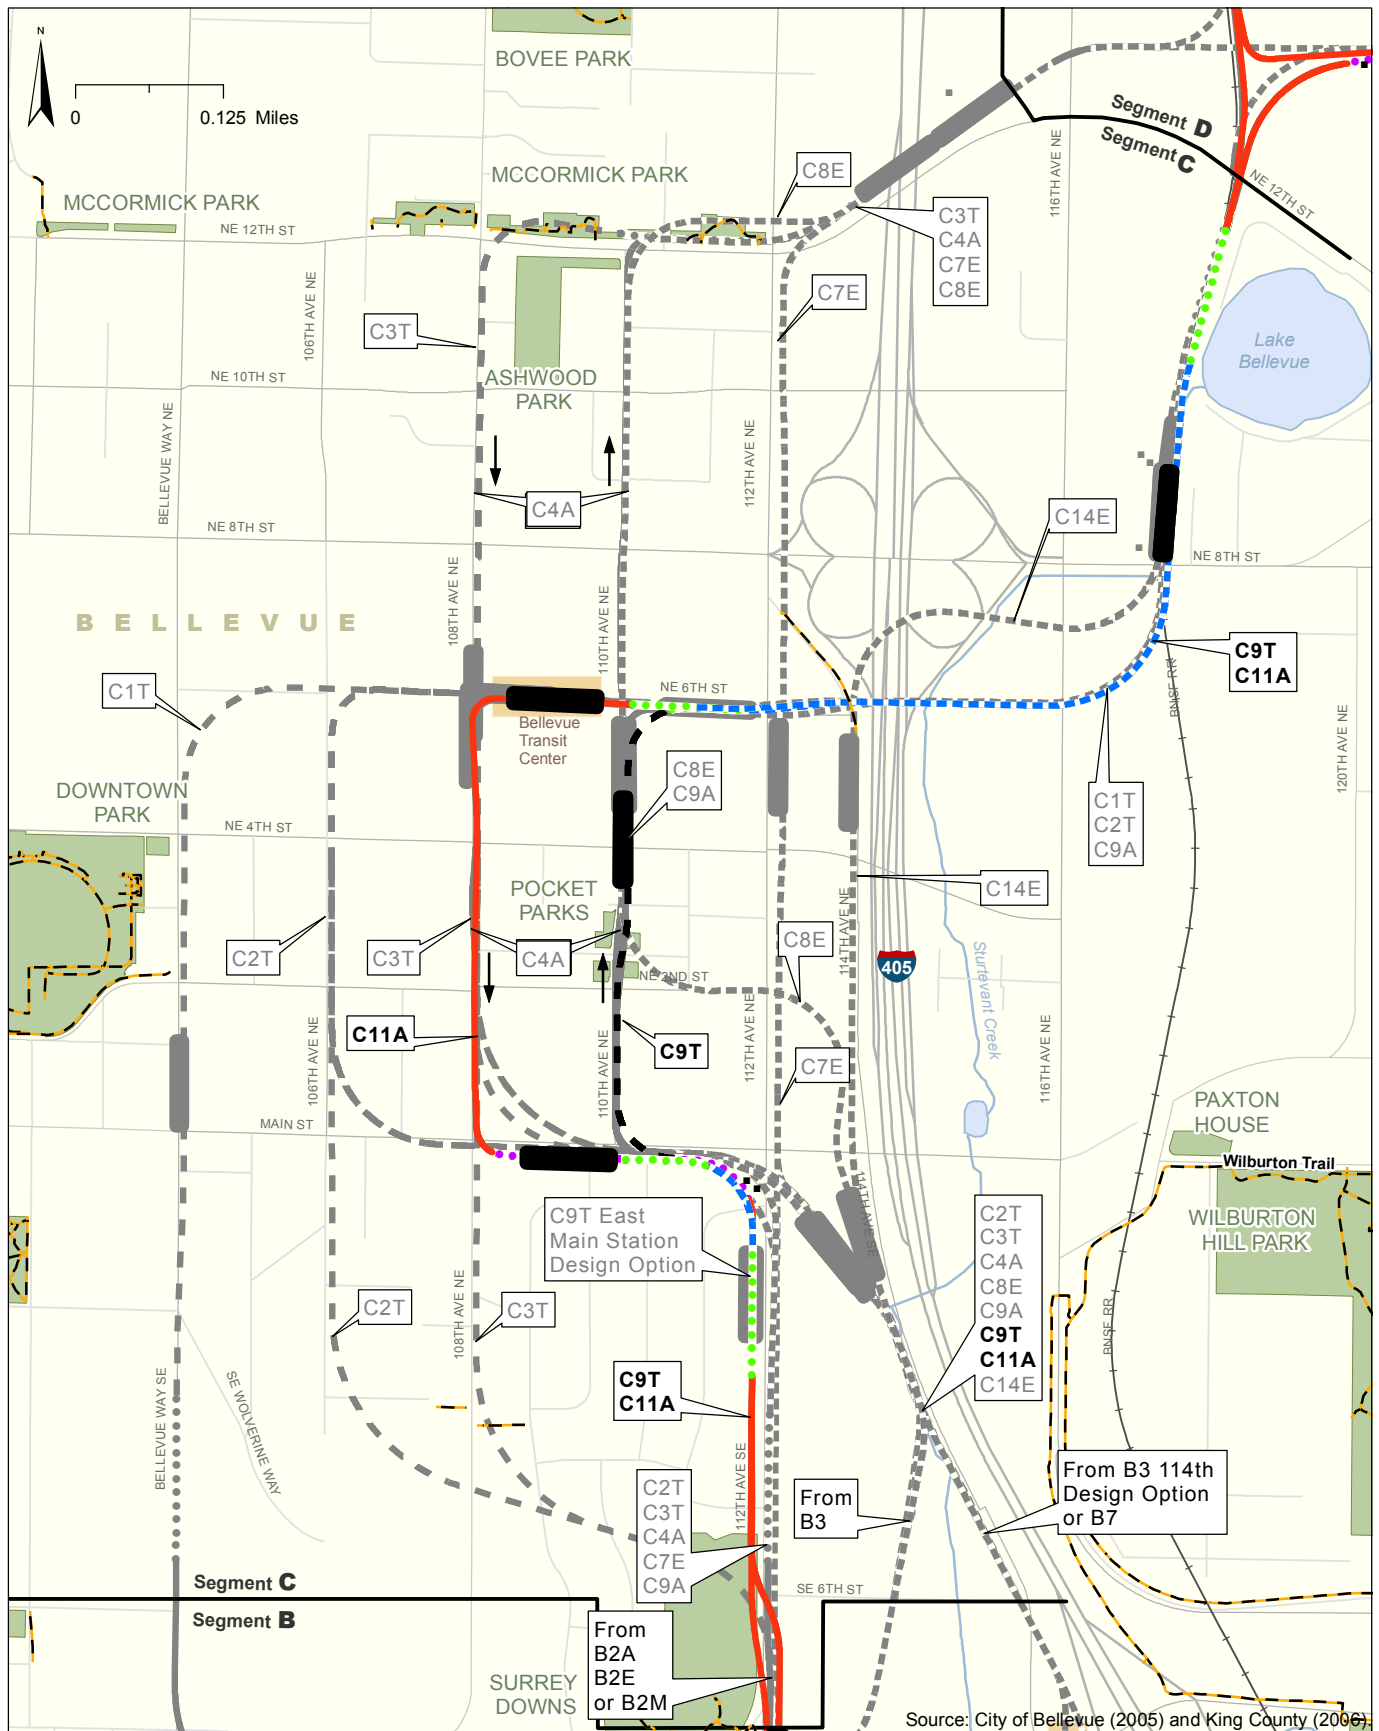 N
0
0.125 Miles
BOVEE PARK
Segment D
Segment C
MCCORMICK PARK
MCCORMICK PARK
C8E
NE 12TH ST
116TH AVE NE
NE 12TH ST
C3T
C4A
C7E
C8E
C7E
C3T
106TH AVE NE
Lake
Bellevue
NE 10TH ST
ASHWOOD
PARK
BELLEVUE WAY NE
112TH AVE NE
C4A
C14E
NE 8TH ST
NE 8TH ST
108TH AVE NE
110TH AVE NE
BELLEVUE
C9T
C11A
C1T
NE 6TH ST
BNSF RR
Bellevue
Transit
Center
120TH AVE NE
C8E
C9A
DOWNTOWN
PARK
C1T
C2T
C9A
NE 4TH ST
POCKET
PARKS
C14E
C2T
C3T
C4A
C8E
114TH AVE NE
405
NE 2ND ST
Sturtevant Creek
C11A
C9T
106TH AVE NE
110TH AVE NE
112TH AVE NE
C7E
116TH AVE NE
MAIN ST
PAXTON
HOUSE
Wilburton Trail
114TH AVE SE
C9T East
Main Station
Design Option
C2T
C3T
C4A
C8E
C9A
C9T
C11A
C14E
WILBURTON
HILL PARK
C2T
C3T
108TH AVE NE
BNSF RR
C9T
C11A
BELLEVUE WAY SE
SE WOLVERINE WAY
112TH AVE SE
C2T
C3T
C4A
C7E
C9A
From
B3
From B3 114th
Design Option
or B7
Segment C
Segment B
SE 6TH ST
From
B2A
B2E
or B2M
SURREY
DOWNS
Source: City of Bellevue (2005) and King County (2006).